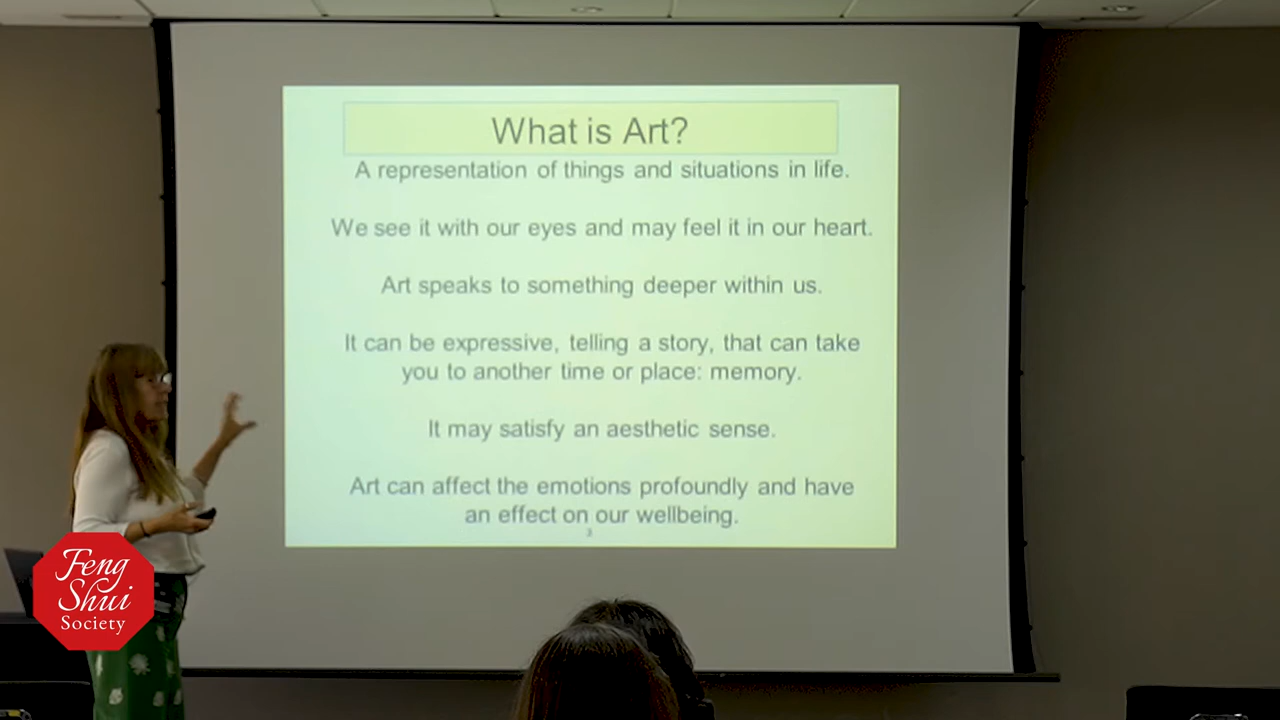 What is Art?
A representation of things and situations in life.
We see it with our eyes and may feel it in our heart.
Art speaks to something deeper within us.
It can be expressive, telling a story, that can take
you to another time or place: memory.
It may satisfy an aesthetic sense.
Art can affect the emotions profoundly and have
an effect on our wellbeing.
3
Feng
Shui
Society